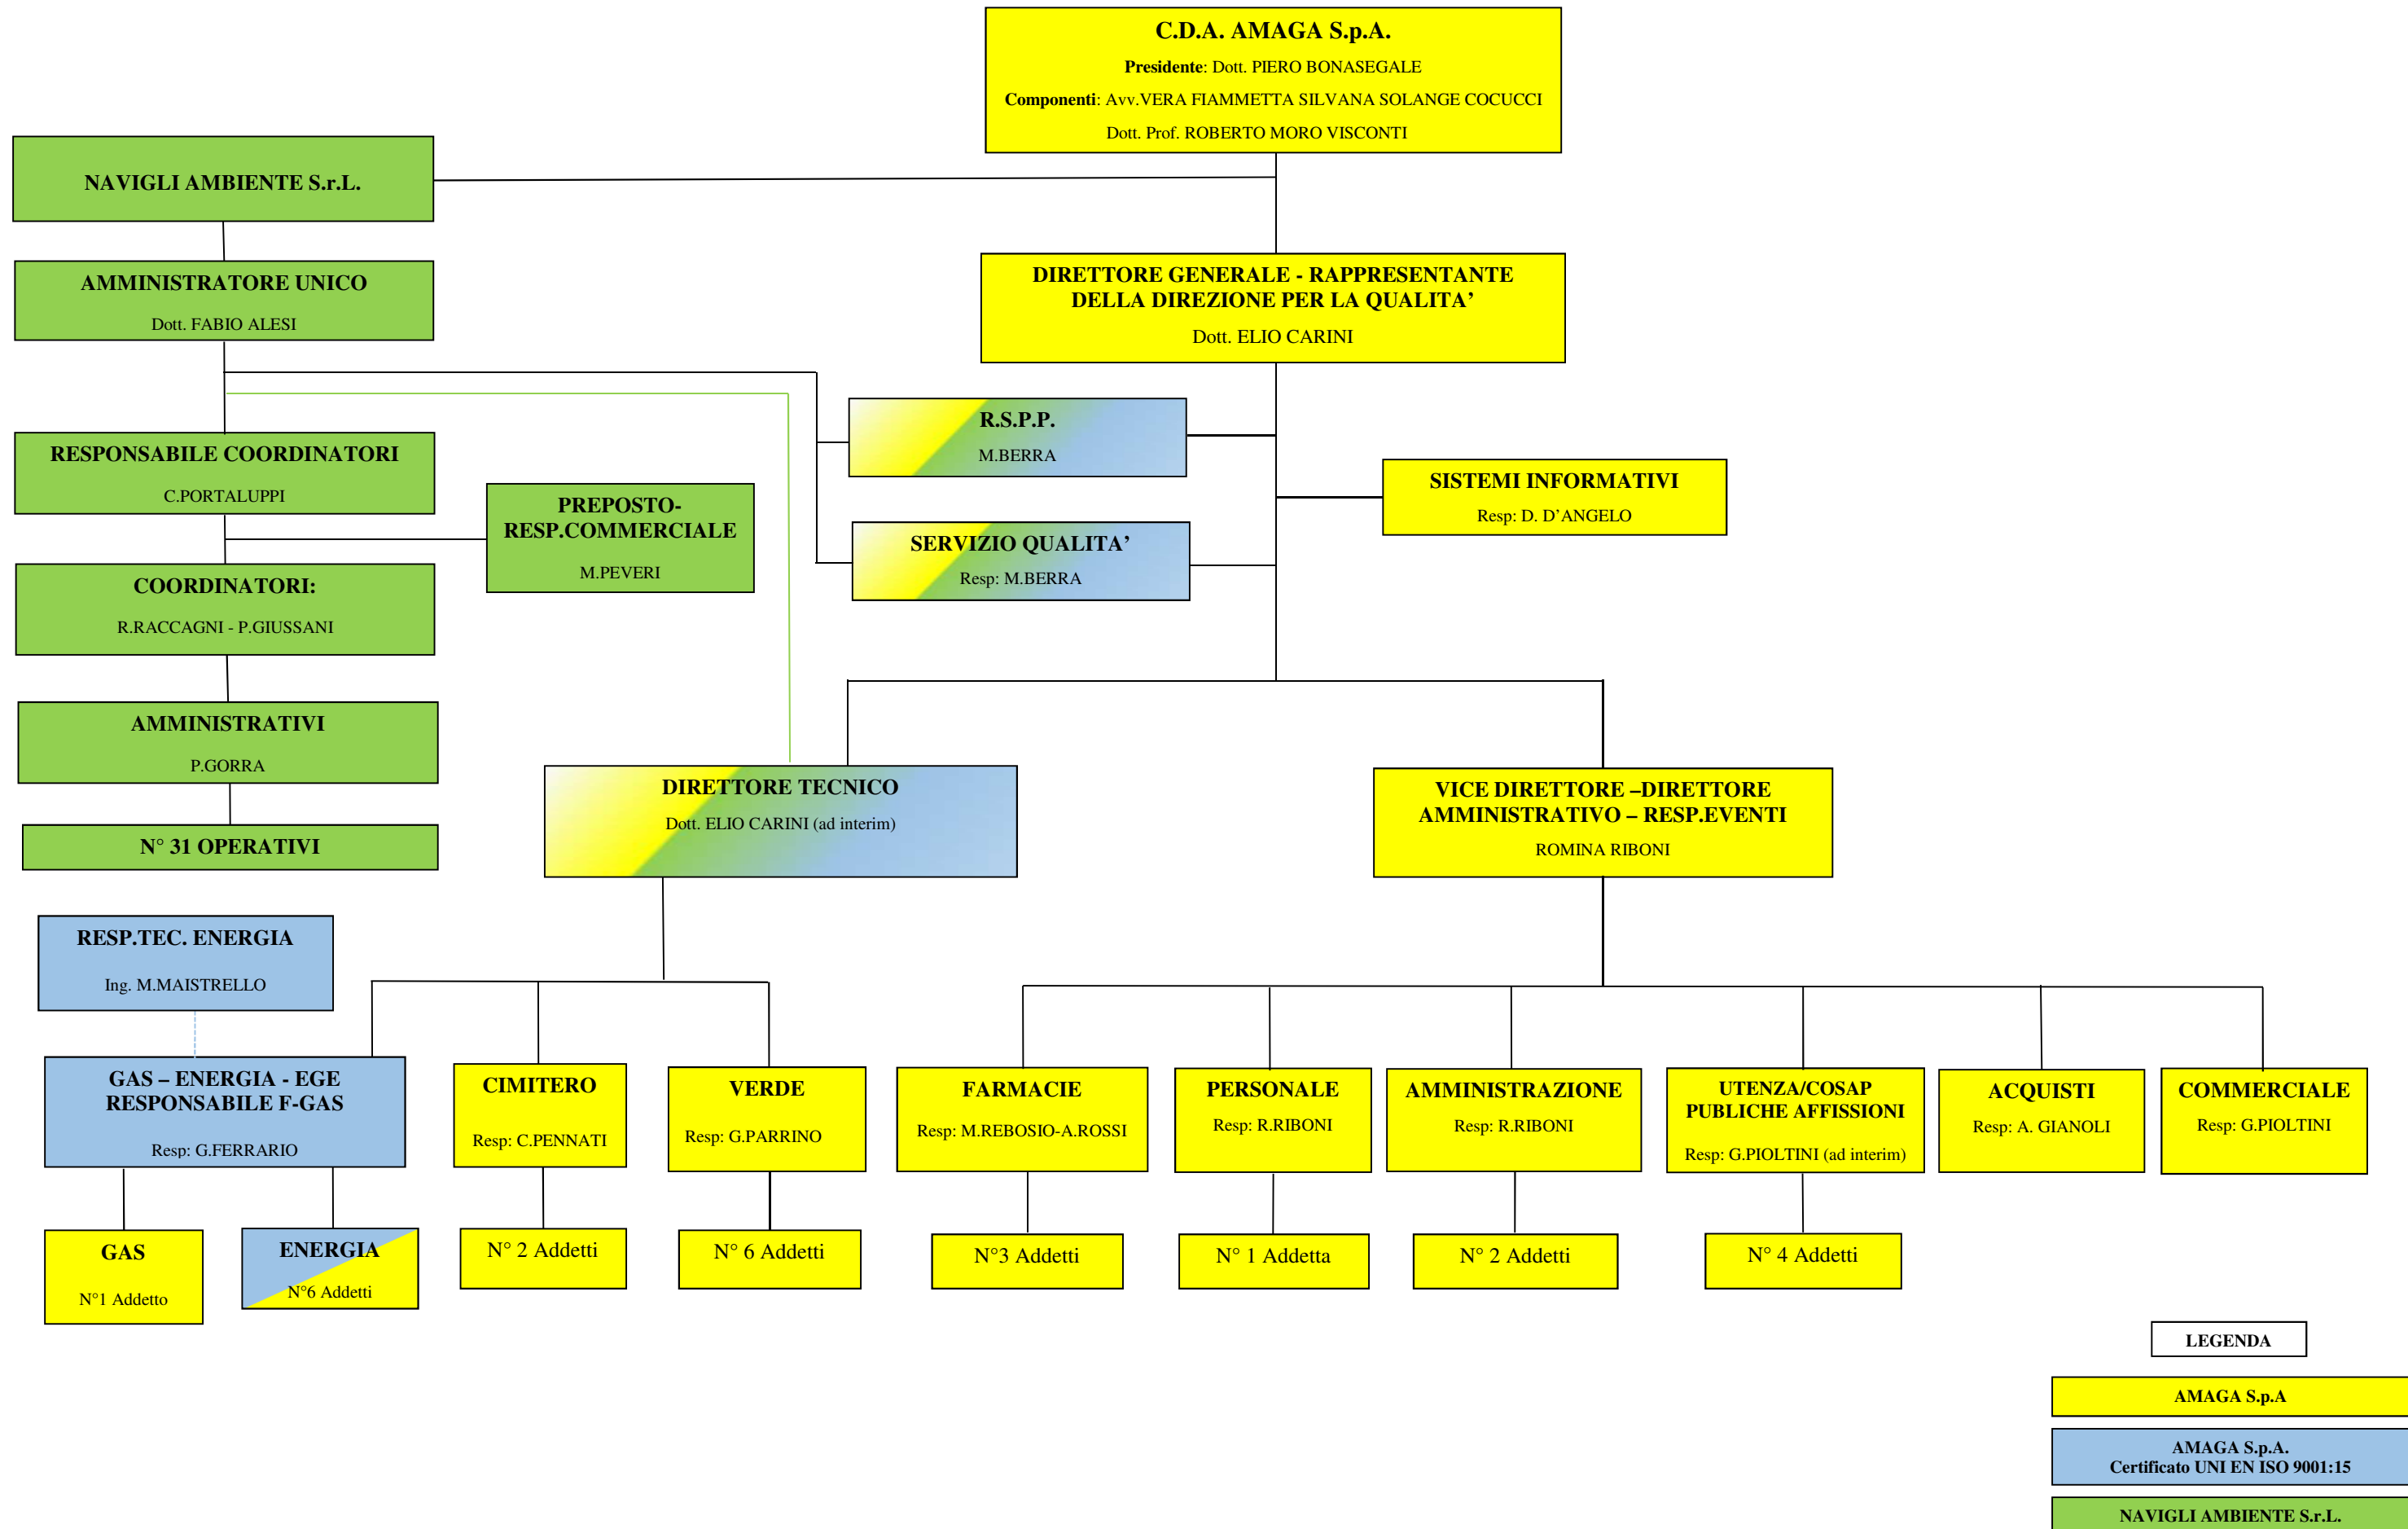 C.D.A. AMAGA S.p.A.
Presidente: Dott. PIERO BONASEGALE
Componenti: Avv.VERA FIAMMETTA SILVANA SOLANGE COCUCCI
Dott. Prof. ROBERTO MORO VISCONTI
NAVIGLI AMBIENTE S.r.L.
AMMINISTRATORE UNICO
Dott. FABIO ALESI
DIRETTORE GENERALE - RAPPRESENTANTE
DELLA DIREZIONE PER LA QUALITA’
Dott. ELIO CARINI
R.S.P.P.
M.BERRA
RESPONSABILE COORDINATORI
C.PORTALUPPI
SISTEMI INFORMATIVI
Resp: D. D’ANGELO
PREPOSTO-
RESP.COMMERCIALE
M.PEVERI
SERVIZIO QUALITA’
Resp: M.BERRA
COORDINATORI:
R.RACCAGNI - P.GIUSSANI
AMMINISTRATIVI
P.GORRA
N° 31 OPERATIVI
DIRETTORE TECNICO
Dott. ELIO CARINI (ad interim)
VICE DIRETTORE –DIRETTORE
AMMINISTRATIVO – RESP.EVENTI
ROMINA RIBONI
RESP.TEC. ENERGIA
Ing. M.MAISTRELLO
GAS – ENERGIA - EGE
RESPONSABILE F-GAS
Resp: G.FERRARIO
CIMITERO
Resp: C.PENNATI
VERDE
Resp: G.PARRINO
FARMACIE
Resp: M.REBOSIO-A.ROSSI
PERSONALE
Resp: R.RIBONI
AMMINISTRAZIONE
Resp: R.RIBONI
UTENZA/COSAP
PUBLICHE AFFISSIONI
Resp: G.PIOLTINI (ad interim)
ACQUISTI
Resp: A. GIANOLI
COMMERCIALE
Resp: G.PIOLTINI
GAS
N°1 Addetto
ENERGIA
N°6 Addetti
N° 2 Addetti
N° 6 Addetti
N°3 Addetti
N° 1 Addetta
N° 2 Addetti
N° 4 Addetti
LEGENDA
AMAGA S.p.A
AMAGA S.p.A.
Certificato UNI EN ISO 9001:15
NAVIGLI AMBIENTE S.r.L.